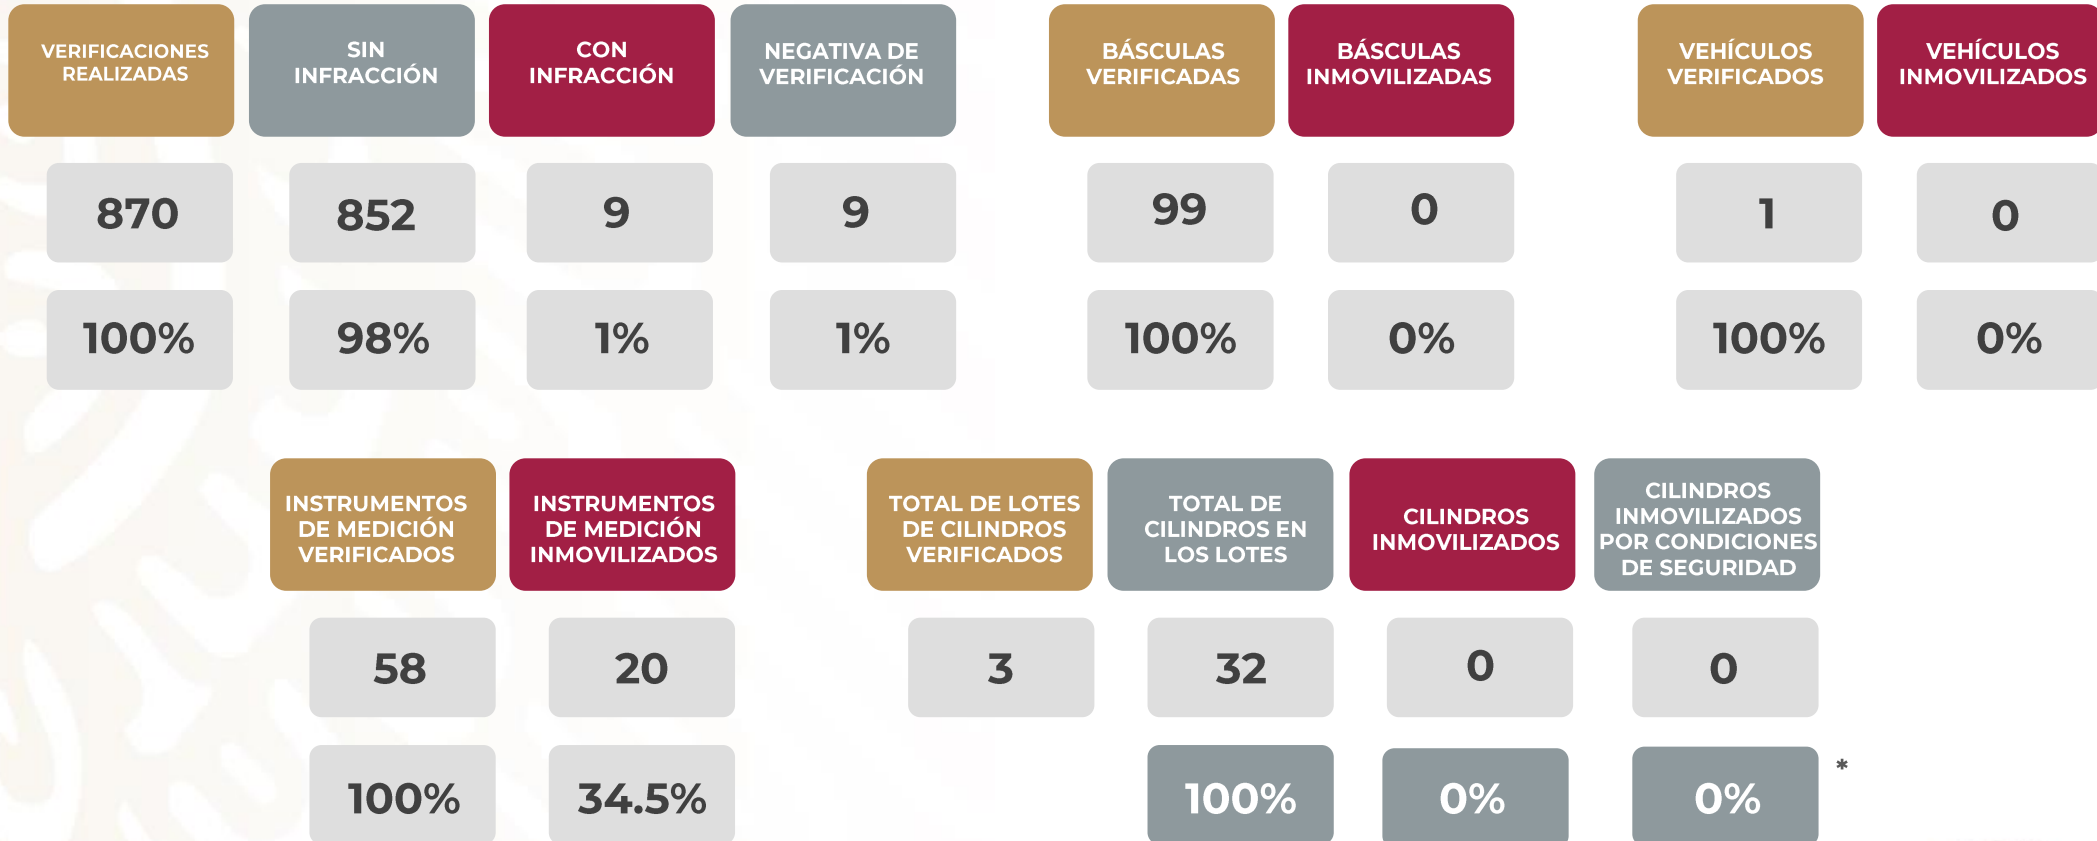 VERIFICACIONES
REALIZADAS
SIN
INFRACCIÓN
CON
INFRACCIÓN
NEGATIVA DE
VERIFICACIÓN
BÁSCULAS
VERIFICADAS
BÁSCULAS
INMOVILIZADAS
VEHÍCULOS
VERIFICADOS
VEHÍCULOS
INMOVILIZADOS
870
852
9
9
99
0
1
0
100%
98%
1%
1%
100%
0%
100%
0%
INSTRUMENTOS
DE MEDICIÓN
VERIFICADOS
INSTRUMENTOS
DE MEDICIÓN
INMOVILIZADOS
TOTAL DE LOTES
DE CILINDROS
VERIFICADOS
TOTAL DE
CILINDROS EN
LOS LOTES
CILINDROS
INMOVILIZADOS
CILINDROS
INMOVILIZADOS
POR CONDICIONES
DE SEGURIDAD
58
20
3
32
0
0
100%
34.5%
100%
0%
0%
*